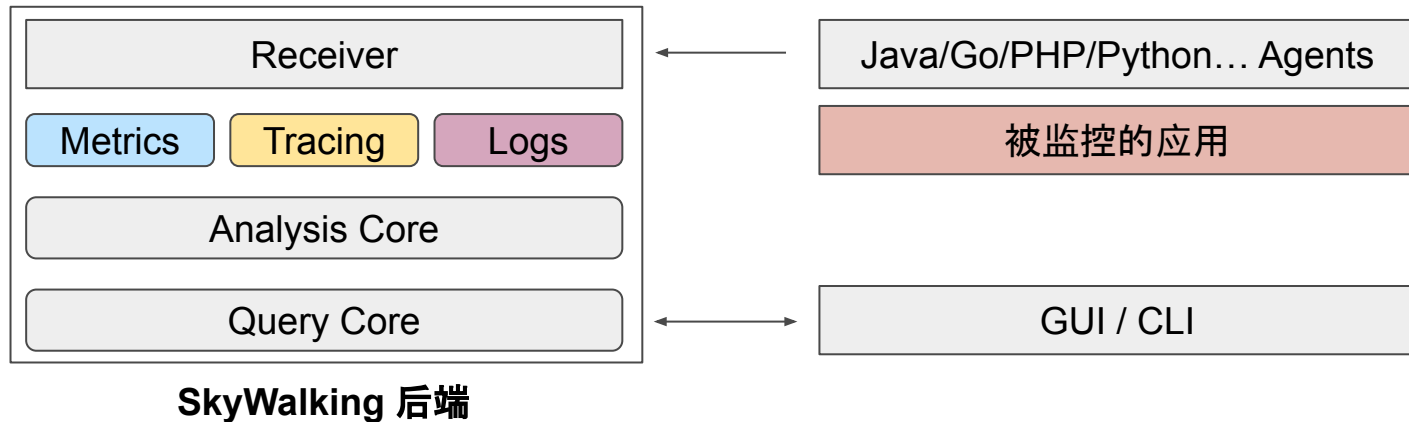 Receiver
Java/Go/PHP/Python… Agents
Metrics
Tracing
Logs
被监控的应用
Analysis Core
Query Core
GUI / CLI
SkyWalking 后端